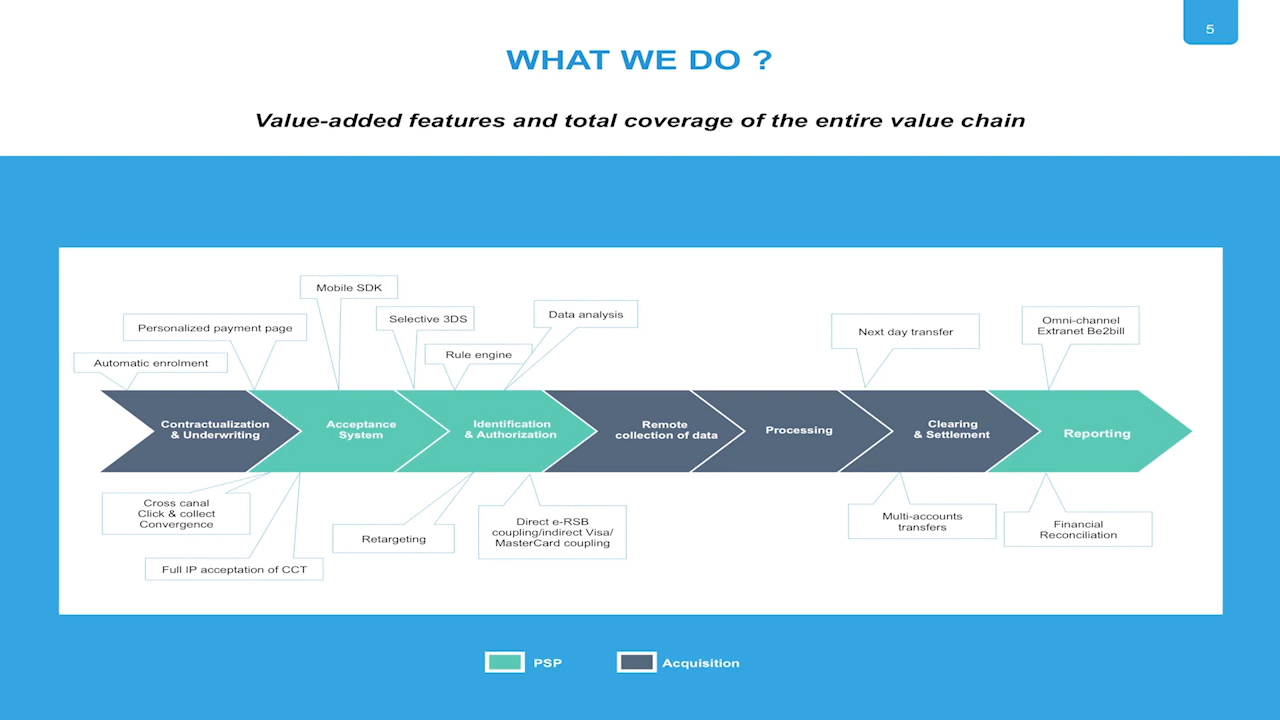 5
WHAT WE DO ?
Value-added features and total coverage of the entire value chain
Mobile SDK
Data analysis
Selective 3DS
Personalized payment page
Rule engine
Automatic enrolment
Next day transfer
Omni-channel
Extranet Be2bill
Contractualization
& Underwriting
Acceptance
System
Identification
& Authorization
Remote
collection of data
Processing
Clearing
& Settlement
Reporting
Cross canal
Click & collect
Convergence
Full IP acceptation of CCT
Retargeting
Direct e-RSB
coupling/indirect Visa/
MasterCard coupling
Multi-accounts
transfers
Financial
Reconciliation
PSP
Acquisition